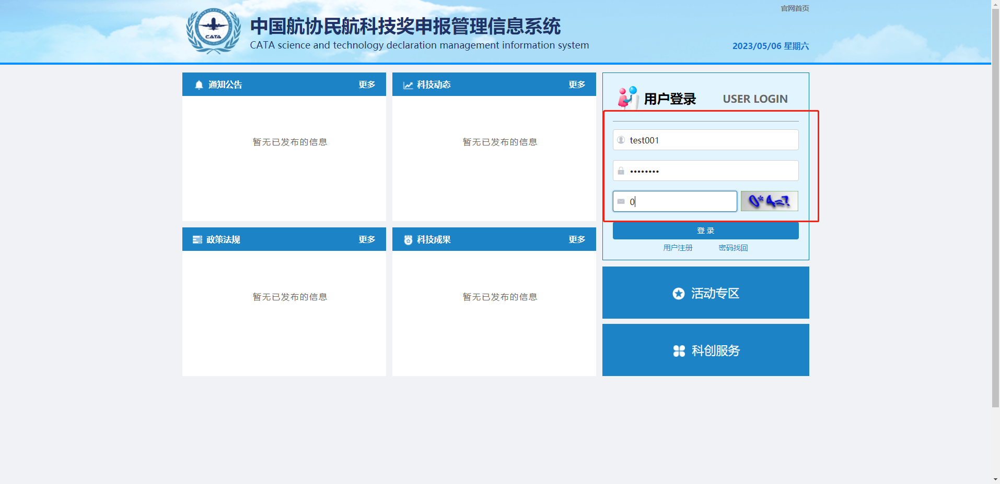 官网首页
CATA
中国航协民航科技奖申报管理信息系统
CATA science and technology declaration management information system
2023/05/06 星期六
通知公告 更多
暂无已发布的信息
科技动态 更多
暂无已发布的信息
政策法规 更多
暂无已发布的信息
科技成果 更多
暂无已发布的信息
用户登录 USER LOGIN
test001
••••••••
0
0*4=?
登 录
用户注册 密码找回
活动专区
科创服务